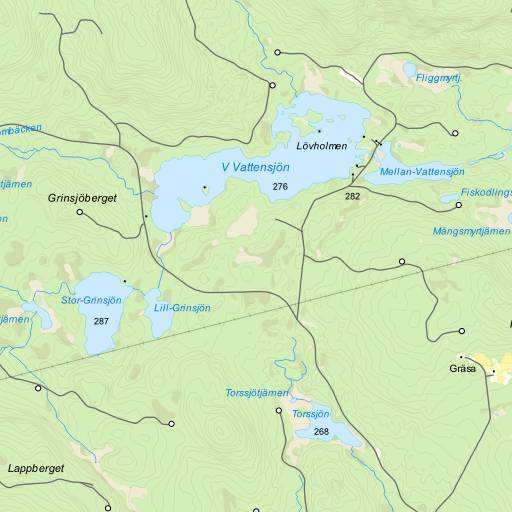 Fliggmyrtj.
Lövholmen
V Vattensjön
276
Mellan-Vattensjön
282
Grinsjöberget
Mångsmyrtjärnen
Stor-Grinsjön
Lill-Grinsjön
287
Gräsa
Torssjötjärnen
Torssjön
268
Lappberget